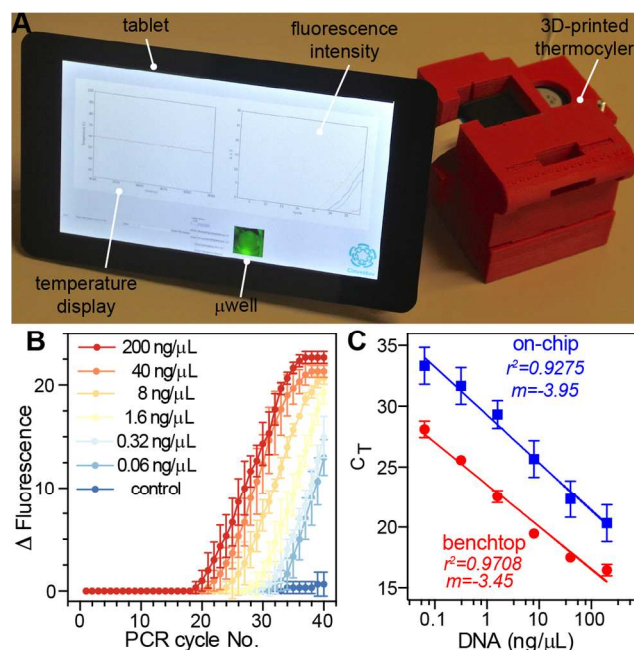 A
tablet
fluorescence
intensity
3D-printed
thermocyler
temperature
display
μwell
B
200 ng/μL
40 ng/μL
8 ng/μL
1.6 ng/μL
0.32 ng/μL
0.06 ng/μL
control
Δ Fluorescence
20
10
0
0
10
20
30
40
PCR cycle No.
C
on-chip
r²=0.9275
m=-3.95
benchtop
r²=0.9708
m=-3.45
C_T
35
30
25
20
15
0.1
1
10
100
DNA (ng/μL)